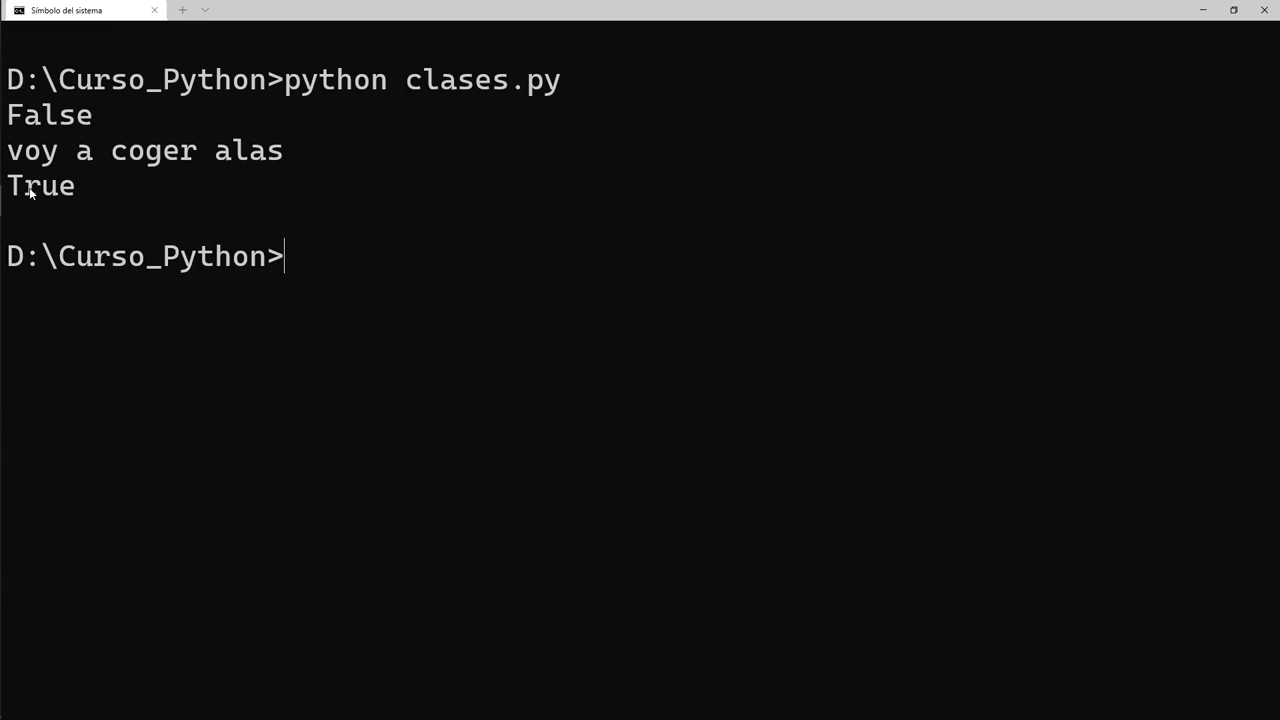 Símbolo del sistema
D:\Curso_Python>python clases.py
False
voy a coger alas
True
D:\Curso_Python>